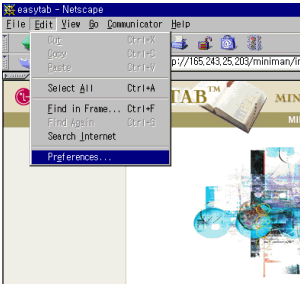 easytab - Netscape
File Edit View Go Communicator Help
Cut Ctrl+X
Copy Ctrl+C
Paste Ctrl+V
Select All Ctrl+A
Find in Frame... Ctrl+F
Find Again Ctrl+G
Search Internet
Preferences...
p://165,243,25,203/miniman/
TAB™
MIN
MI